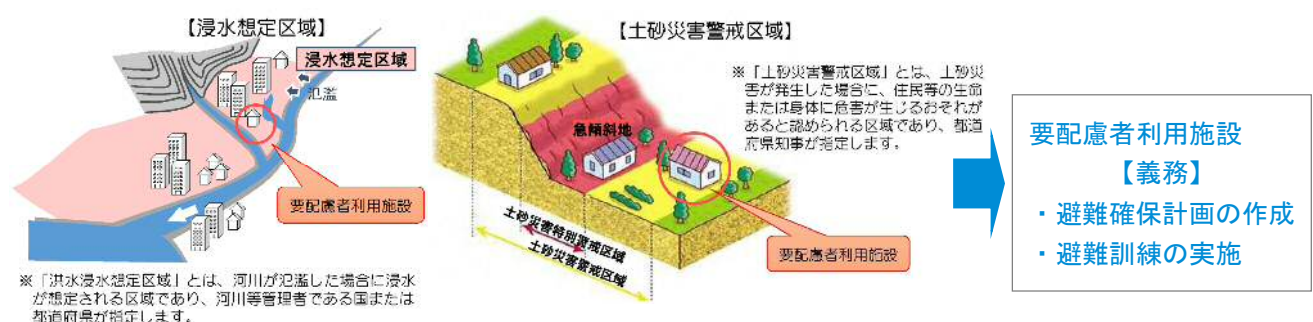 【浸水想定区域】
浸水想定区域
氾濫
要配慮者利用施設
※「洪水浸水想定区域」とは、河川が氾濫した場合に浸水
が想定される区域であり、河川等管理者である国または
都道府県が指定します。
【土砂災害警戒区域】
※「土砂災害警戒区域」とは、土砂災
害が発生した場合に、住民等の生命
または身体に危害が生じるおそれが
あると認められる区域であり、都道
府県知事が指定します。
急傾斜地
土砂災害特別警戒区域
土砂災害警戒区域
要配慮者利用施設
要配慮者利用施設
【義務】
・避難確保計画の作成
・避難訓練の実施